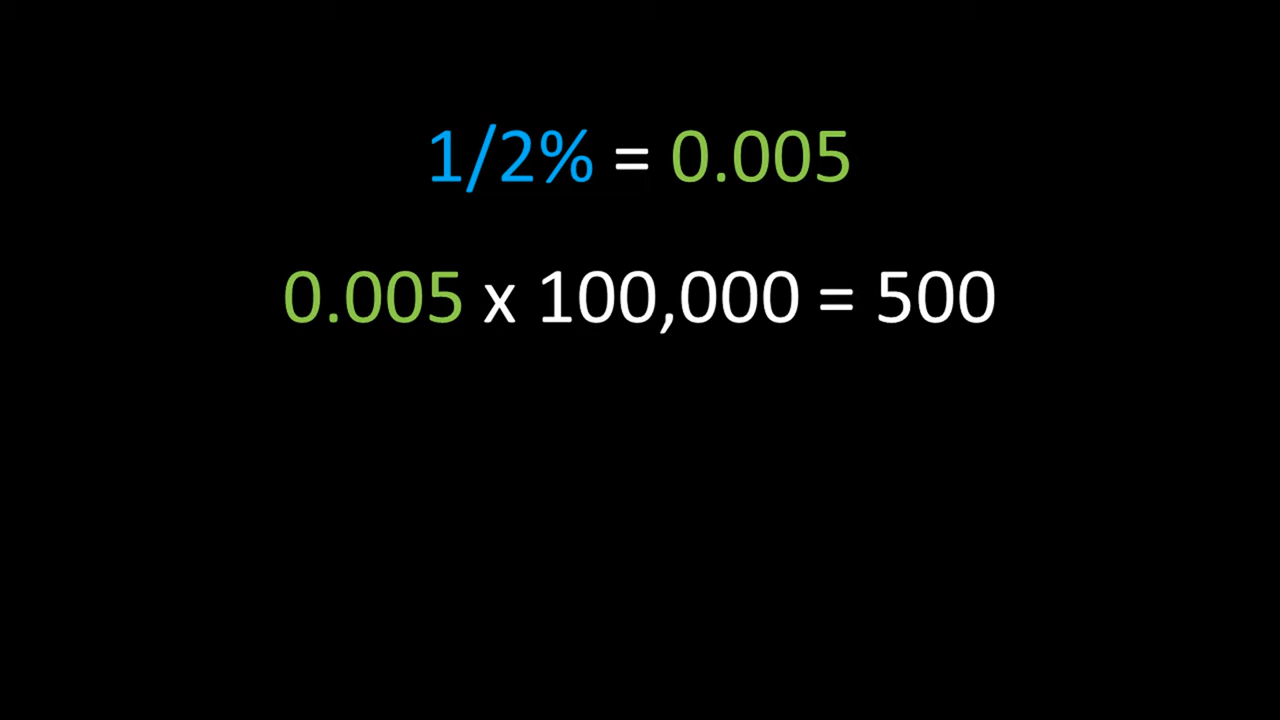 1/2% = 0.005
0.005 x 100,000 = 500